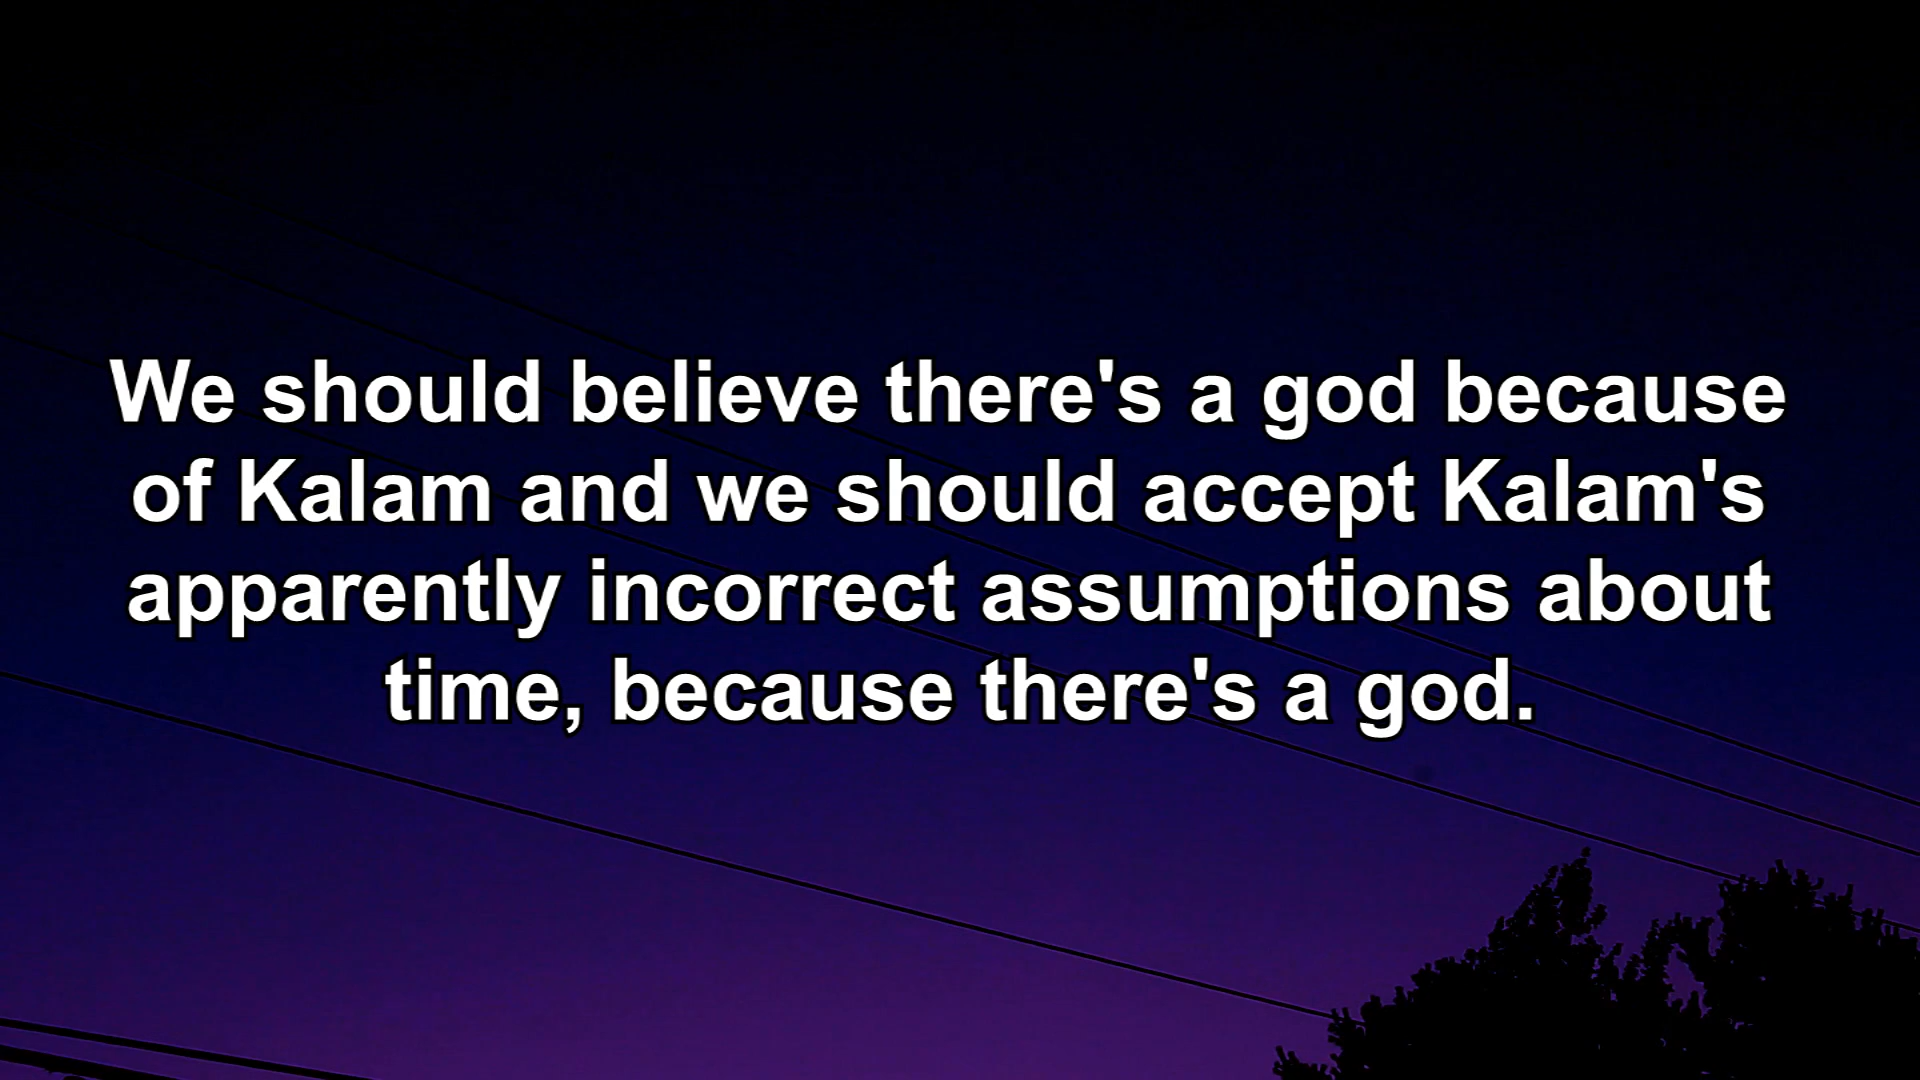 We should believe there's a god because
of Kalam and we should accept Kalam's
apparently incorrect assumptions about
time, because there's a god.